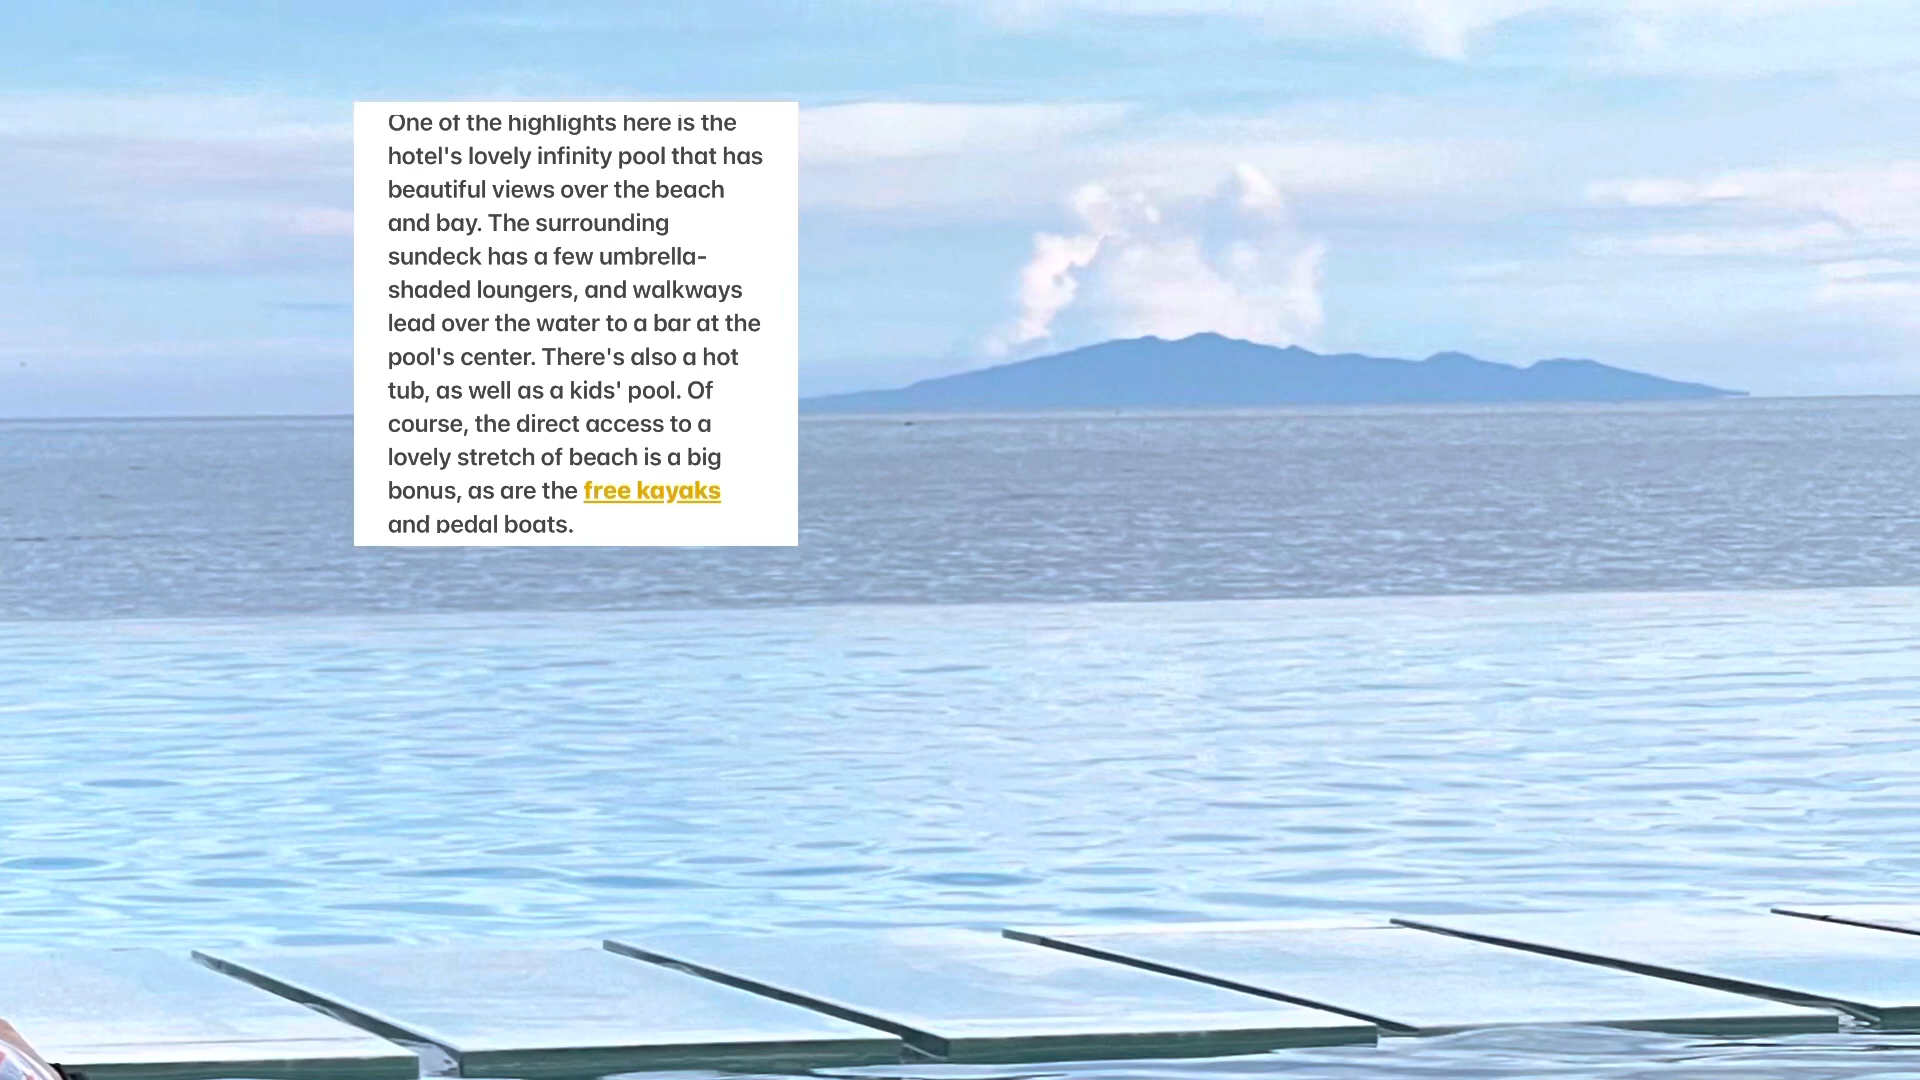 One of the highlights here is the
hotel's lovely infinity pool that has
beautiful views over the beach
and bay. The surrounding
sundeck has a few umbrella-
shaded loungers, and walkways
lead over the water to a bar at the
pool's center. There's also a hot
tub, as well as a kids' pool. Of
course, the direct access to a
lovely stretch of beach is a big
bonus, as are the free kayaks
and pedal boats.